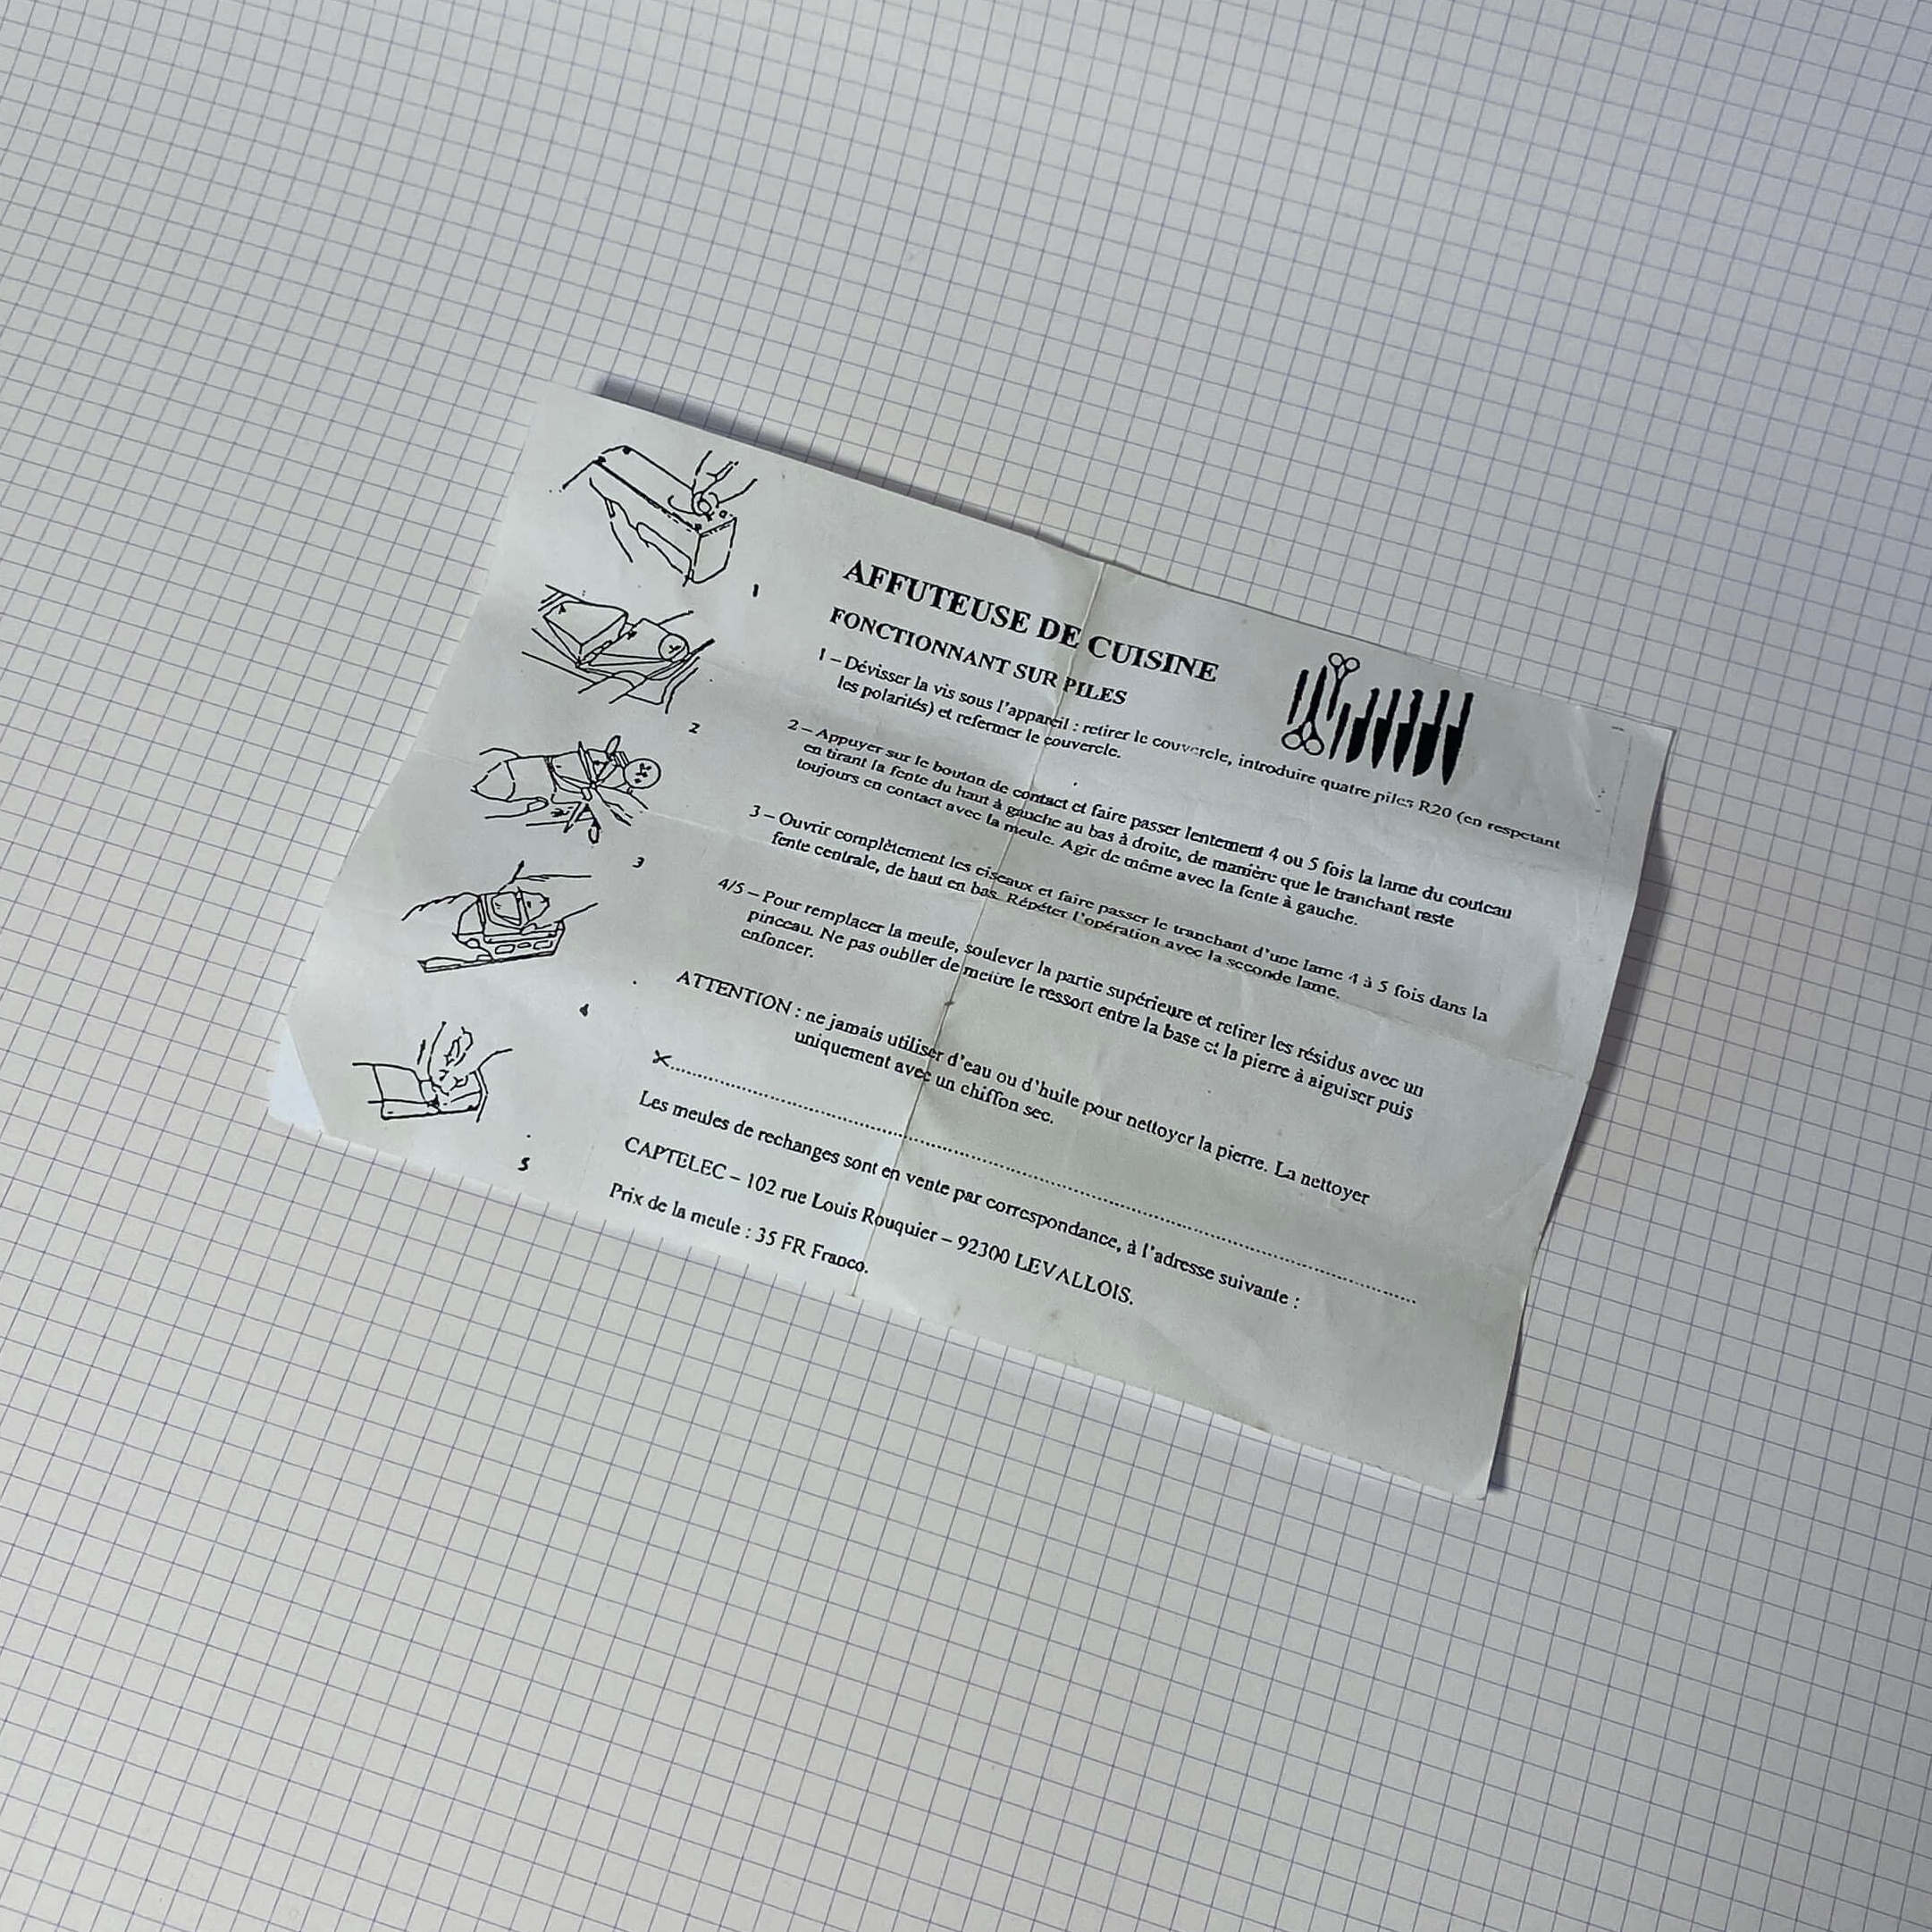 AFFUTEUSE DE CUISINE
FONCTIONNANT SUR PILES
1 – Dévisser la vis sous l'appareil : retirer le couvercle, introduire quatre piles R20 (en respetant
les polarités) et refermer le couvercle.
2 – Appuyer sur le bouton de contact et faire passer lentement 4 ou 5 fois la lame du couteau
en tirant la fente du haut à gauche au bas à droite, de manière que le tranchant reste
toujours en contact avec la meule. Agir de même avec la fente à gauche.
3 – Ouvrir complètement les ciseaux et faire passer le tranchant d'une lame 4 à 5 fois dans la
fente centrale, de haut en bas. Répéter l'opération avec la seconde lame.
4/5 – Pour remplacer la meule, soulever la partie supérieure et retirer les résidus avec un
pinceau. Ne pas oublier de mettre le ressort entre la base et la pierre à aiguiser puis
enfoncer.
ATTENTION : ne jamais utiliser d'eau ou d'huile pour nettoyer la pierre. La nettoyer
uniquement avec un chiffon sec.
Les meules de rechanges sont en vente par correspondance, à l'adresse suivante :
CAPTELEC – 102 rue Louis Rouquier – 92300 LEVALLOIS.
Prix de la meule : 35 FR Franco.
1
2
3
4
5